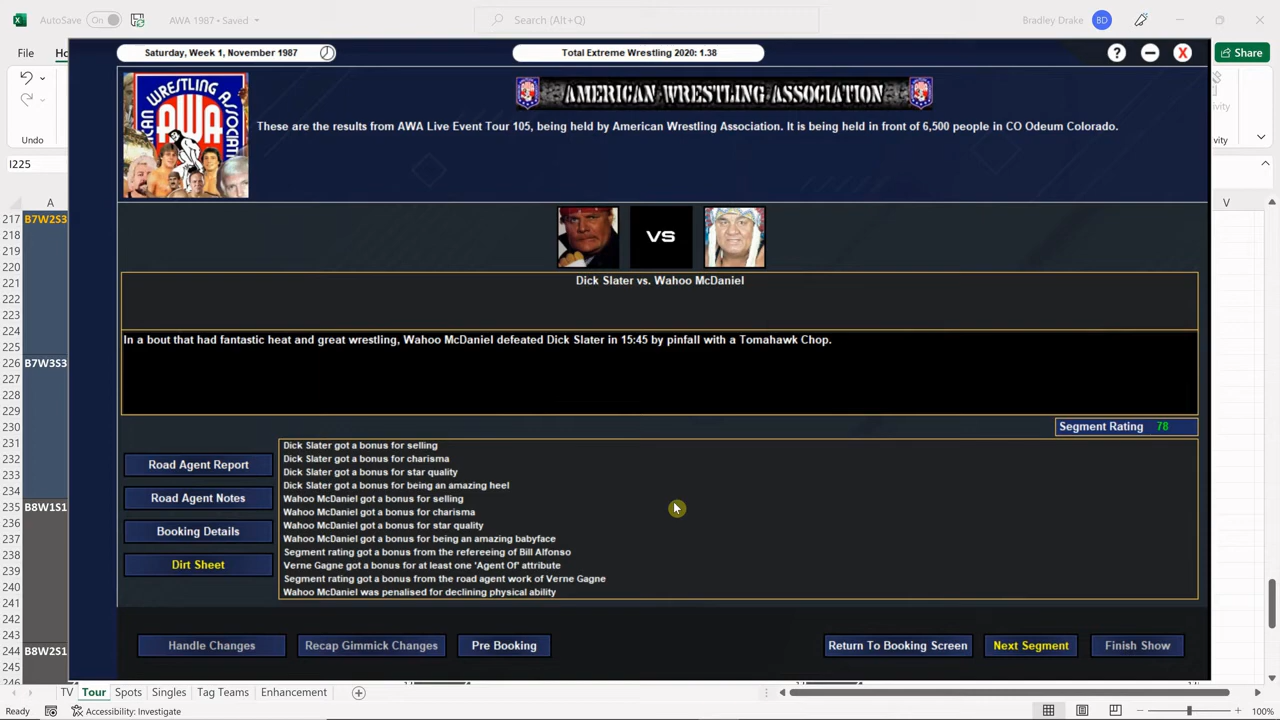 AutoSave Off
AWA 1987 • Saved
Search (Alt+Q)
Bradley Drake BD
File Ho
Share
Saturday, Week 1, November 1987
Total Extreme Wrestling 2020: 1.38
? X
AMERICAN WRESTLING ASSOCIATION
AWA
These are the results from AWA Live Event Tour 105, being held by American Wrestling Association. It is being held in front of 6,500 people in CO Odeum Colorado.
Undo
I225
A
V
VS
Dick Slater vs. Wahoo McDaniel
In a bout that had fantastic heat and great wrestling, Wahoo McDaniel defeated Dick Slater in 15:45 by pinfall with a Tomahawk Chop.
Segment Rating 78
217 B7W2S3
218
219
220
221
222
223
224
225
226 B7W3S3
227
228
229
230
231
232
233
234
235 B8W1S1
236
237
238
239
240
241
242
243
244 B8W2S1
245
Road Agent Report
Road Agent Notes
Booking Details
Dirt Sheet
Dick Slater got a bonus for selling
Dick Slater got a bonus for charisma
Dick Slater got a bonus for star quality
Dick Slater got a bonus for being an amazing heel
Wahoo McDaniel got a bonus for selling
Wahoo McDaniel got a bonus for charisma
Wahoo McDaniel got a bonus for star quality
Wahoo McDaniel got a bonus for being an amazing babyface
Segment rating got a bonus from the refereeing of Bill Alfonso
Verne Gagne got a bonus for at least one 'Agent Of' attribute
Segment rating got a bonus from the road agent work of Verne Gagne
Wahoo McDaniel was penalised for declining physical ability
Handle Changes
Recap Gimmick Changes
Pre Booking
Return To Booking Screen
Next Segment
Finish Show
TV Tour Spots Singles Tag Teams Enhancement
Ready
Accessibility: Investigate
100%